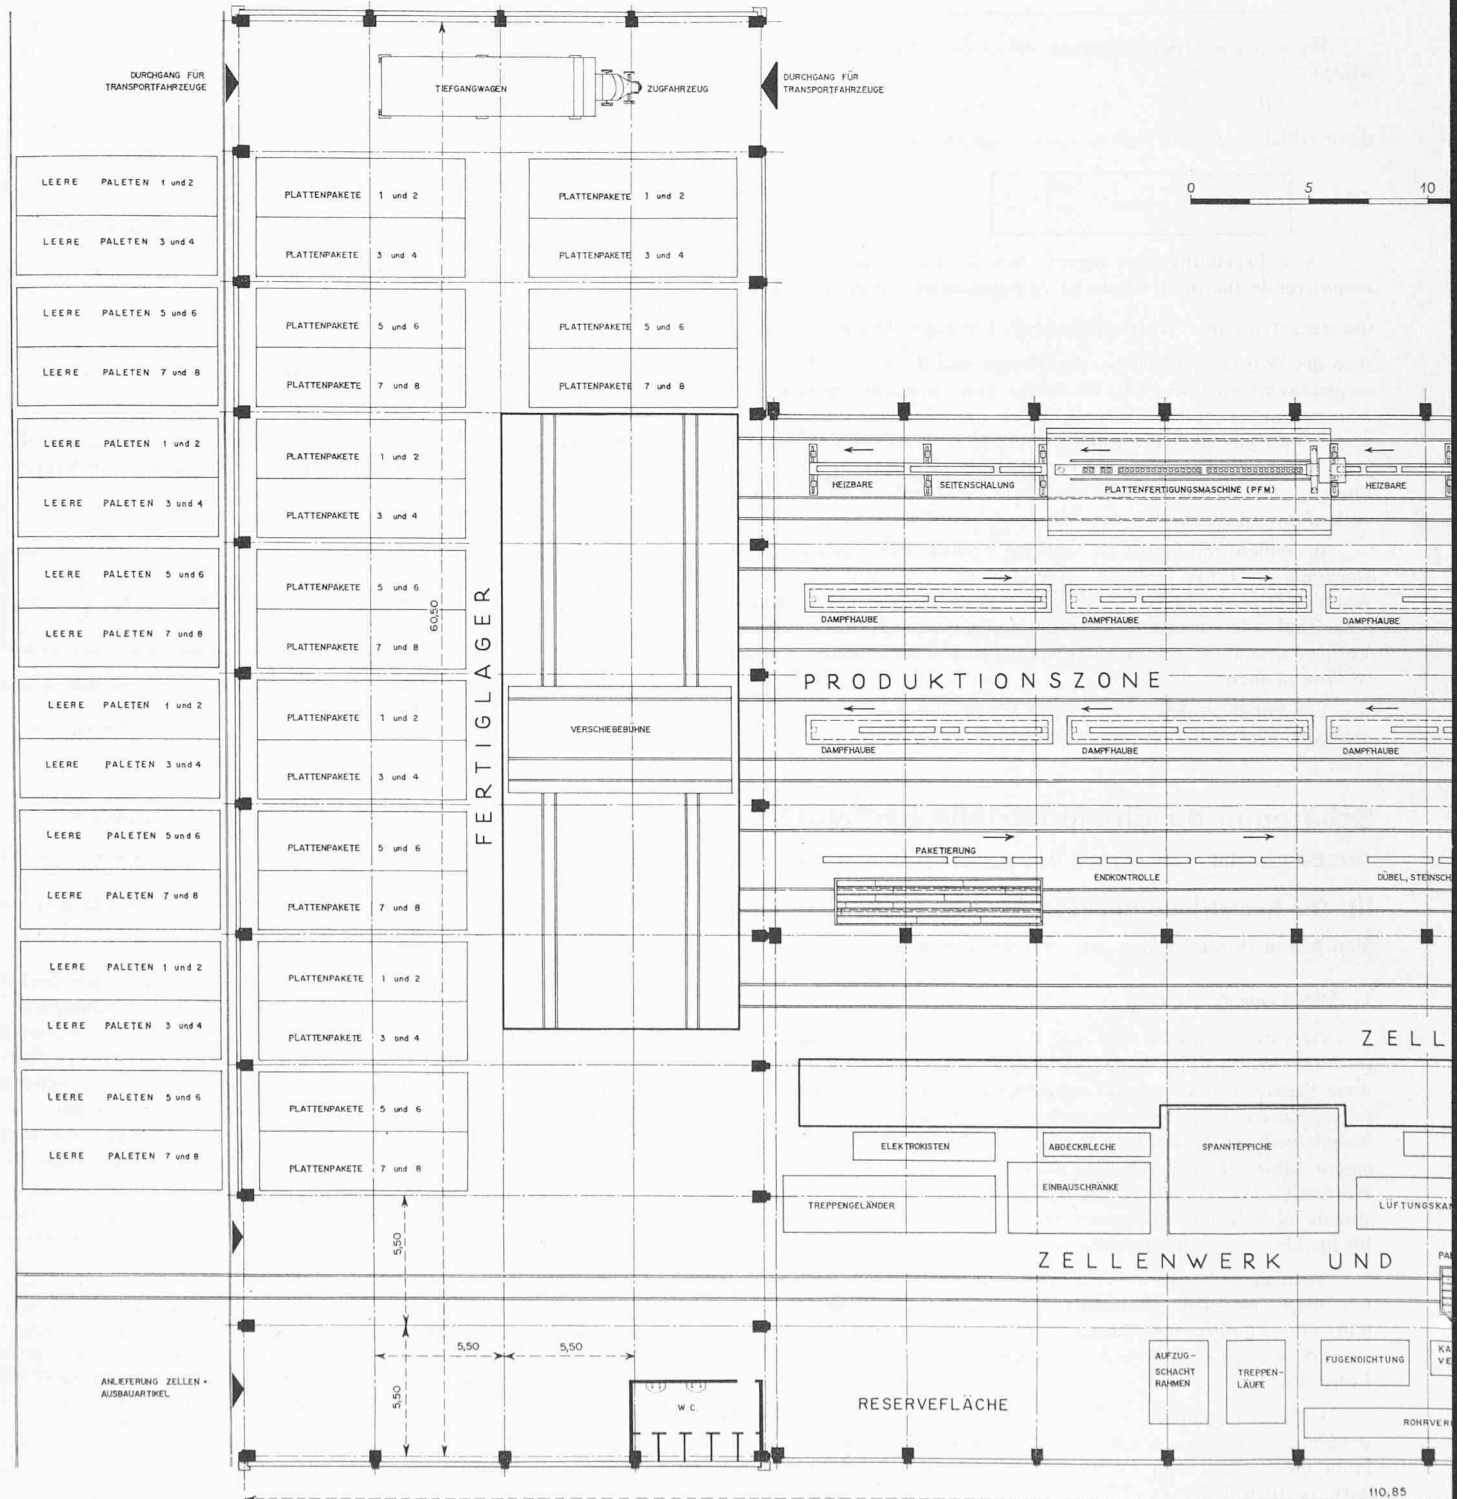 DURCHGANG FÜR
TRANSPORTFAHRZEUGE
TIEFGANGWAGEN
ZUGFAHRZEUG
DURCHGANG FÜR
TRANSPORTFAHRZEUGE
0 5 10
LEERE PALETEN 1 und 2
LEERE PALETEN 3 und 4
LEERE PALETEN 5 und 6
LEERE PALETEN 7 und 8
LEERE PALETEN 1 und 2
LEERE PALETEN 3 und 4
LEERE PALETEN 5 und 6
LEERE PALETEN 7 und 8
LEERE PALETEN 1 und 2
LEERE PALETEN 3 und 4
LEERE PALETEN 5 und 6
LEERE PALETEN 7 und 8
LEERE PALETEN 1 und 2
LEERE PALETEN 3 und 4
LEERE PALETEN 5 und 6
LEERE PALETEN 7 und 8
PLATTENPAKETE 1 und 2
PLATTENPAKETE 3 und 4
PLATTENPAKETE 5 und 6
PLATTENPAKETE 7 und 8
PLATTENPAKETE 1 und 2
PLATTENPAKETE 3 und 4
PLATTENPAKETE 5 und 6
PLATTENPAKETE 7 und 8
PLATTENPAKETE 1 und 2
PLATTENPAKETE 3 und 4
PLATTENPAKETE 5 und 6
PLATTENPAKETE 7 und 8
PLATTENPAKETE 1 und 2
PLATTENPAKETE 3 und 4
PLATTENPAKETE 5 und 6
PLATTENPAKETE 7 und 8
PLATTENPAKETE 1 und 2
PLATTENPAKETE 3 und 4
PLATTENPAKETE 5 und 6
PLATTENPAKETE 7 und 8
60,50
FERTIGLAGER
VERSCHIEBEBÜHNE
HEIZBARE SEITENSCHALUNG
PLATTENFERTIGUNGSMASCHINE (PFM)
HEIZBARE
DAMPFHAUBE
DAMPFHAUBE
DAMPFHAUBE
PRODUKTIONSZONE
DAMPFHAUBE
DAMPFHAUBE
DAMPFHAUBE
PAKETIERUNG
ENDKONTROLLE
DÜBEL, STEINSCH
ZELL
ELEKTROKISTEN
ABDECKBLECHE
SPANNTEPPICHE
TREPPENGELÄNDER
EINBAUSCHRÄNKE
LÜFTUNGSKAN
ZELLENWERK UND
PA
5,50
5,50
5,50
5,50
ANLIEFERUNG ZELLEN +
AUSBAUARTIKEL
W.C.
RESERVEFLÄCHE
AUFZUG-
SCHACHT
RAHMEN
TREPPEN-
LÄUFE
FUGENDICHTUNG
KA
VE
ROHRVER
110,85